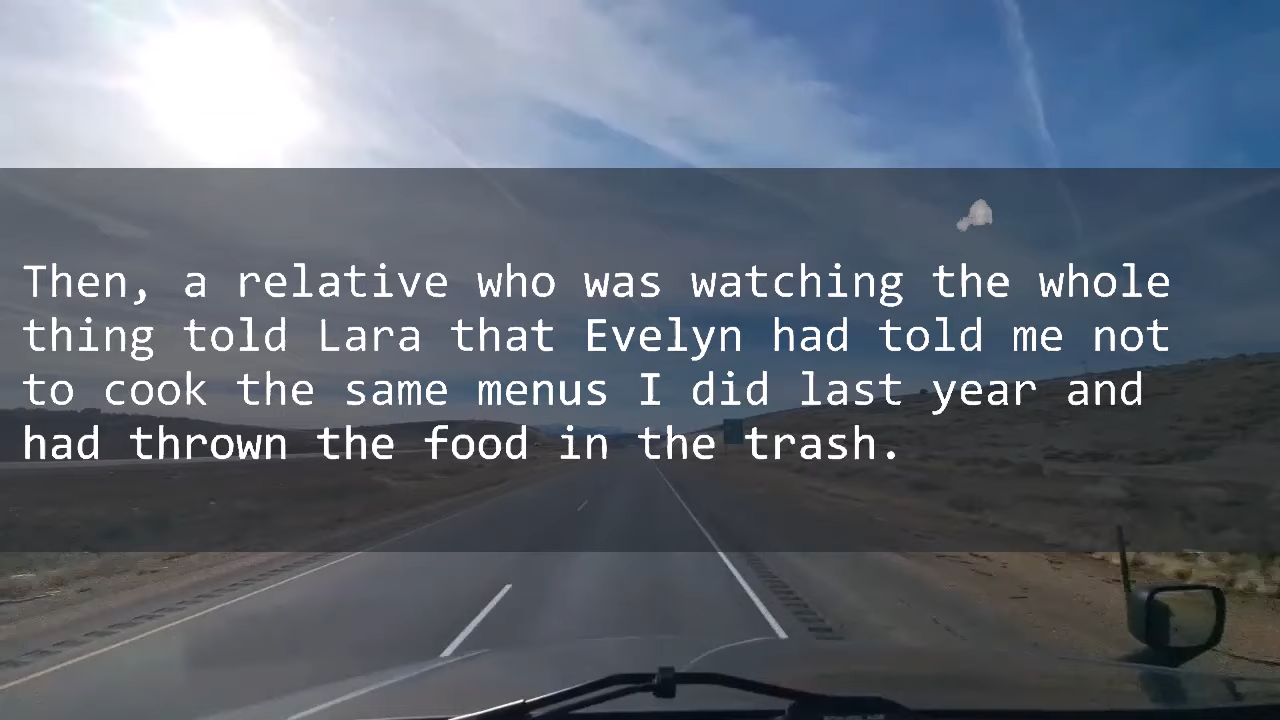 Then, a relative who was watching the whole
thing told Lara that Evelyn had told me not
to cook the same menus I did last year and
had thrown the food in the trash.